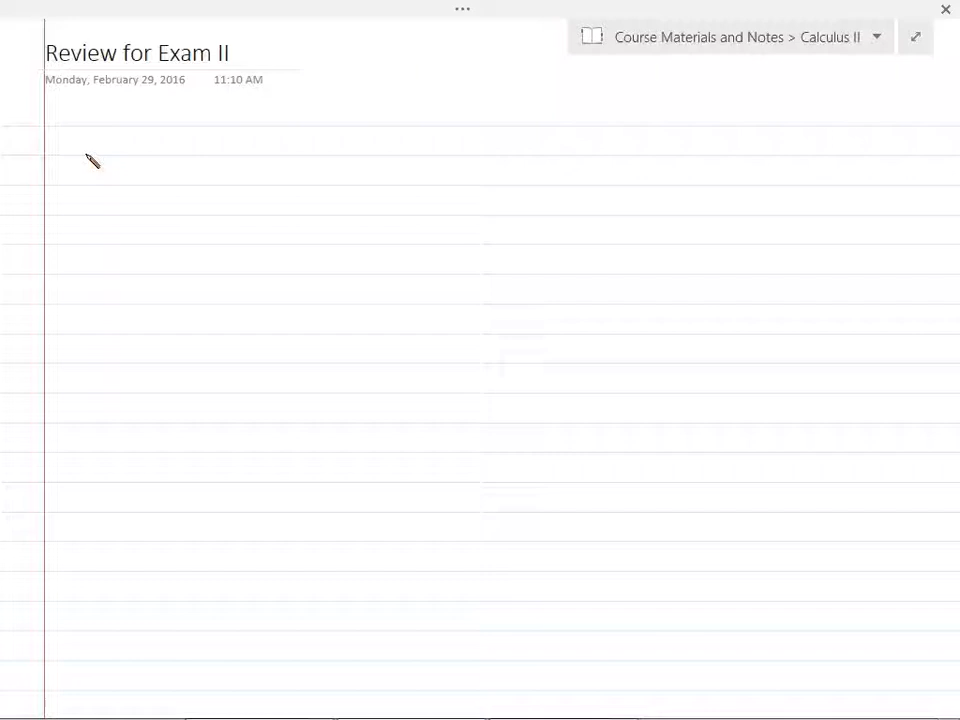 Review for Exam II
Course Materials and Notes > Calculus II
Monday, February 29, 2016 11:10 AM